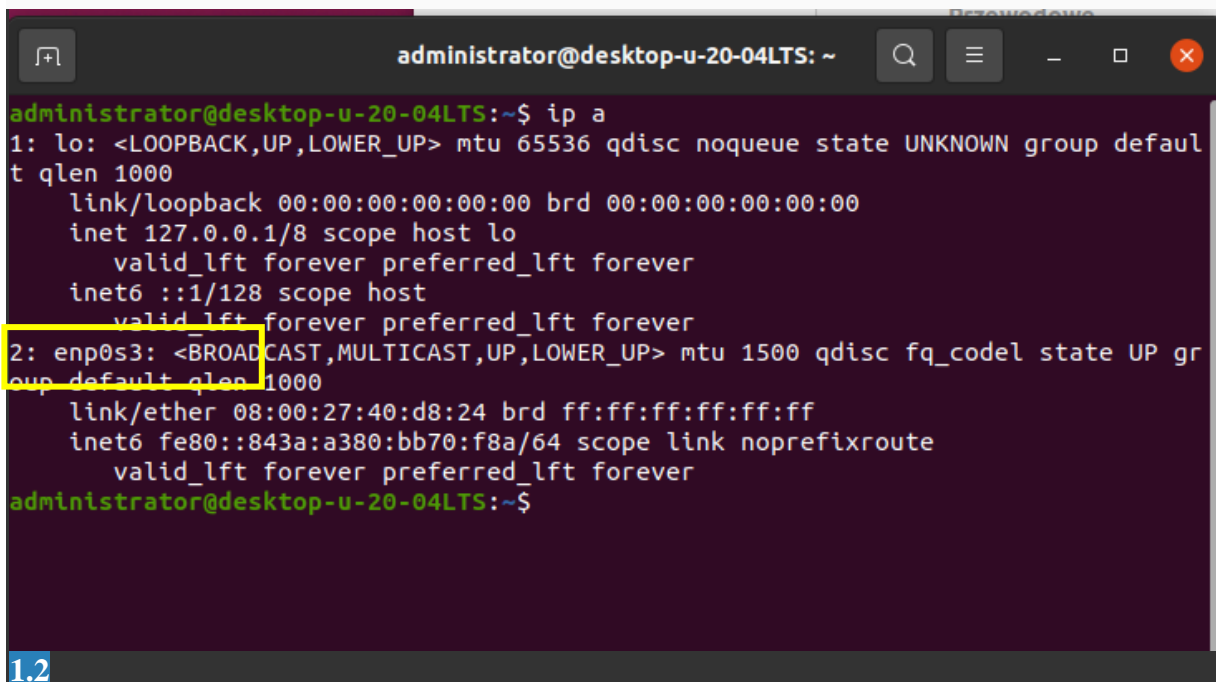 Przewodowe
administrator@desktop-u-20-04LTS: ~
administrator@desktop-u-20-04LTS:~$ ip a
1: lo: <LOOPBACK,UP,LOWER_UP> mtu 65536 qdisc noqueue state UNKNOWN group defaul
t qlen 1000
link/loopback 00:00:00:00:00:00 brd 00:00:00:00:00:00
inet 127.0.0.1/8 scope host lo
valid_lft forever preferred_lft forever
inet6 ::1/128 scope host
valid_lft forever preferred_lft forever
2: enp0s3: <BROADCAST,MULTICAST,UP,LOWER_UP> mtu 1500 qdisc fq_codel state UP gr
oup default qlen 1000
link/ether 08:00:27:40:d8:24 brd ff:ff:ff:ff:ff:ff
inet6 fe80::843a:a380:bb70:f8a/64 scope link noprefixroute
valid_lft forever preferred_lft forever
administrator@desktop-u-20-04LTS:~$
1.2